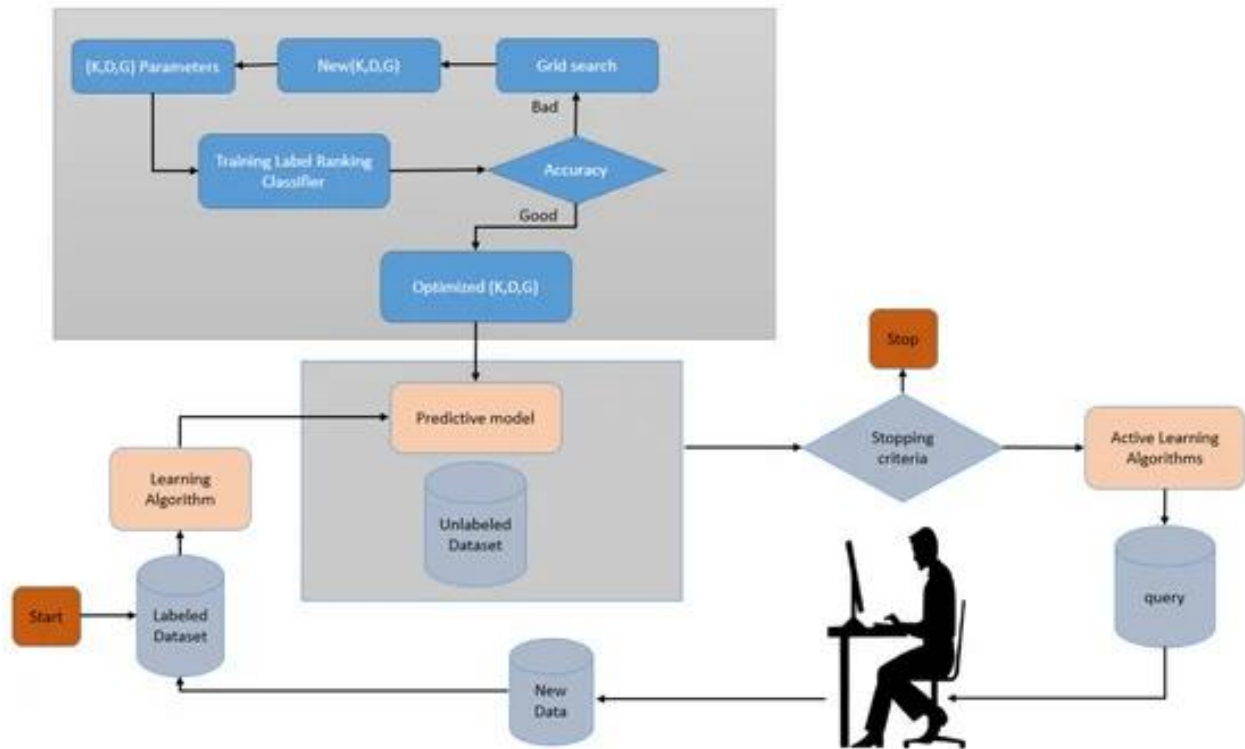 (K,D,G) Parameters
New(K,D,G)
Grid search
Bad
Training Label Ranking
Classifier
Accuracy
Good
Optimized (K,D,G)
Stop
Predictive model
Stopping
criteria
Active Learning
Algorithms
Learning
Algorithm
Unlabeled
Dataset
Start
Labeled
Dataset
query
New
Data